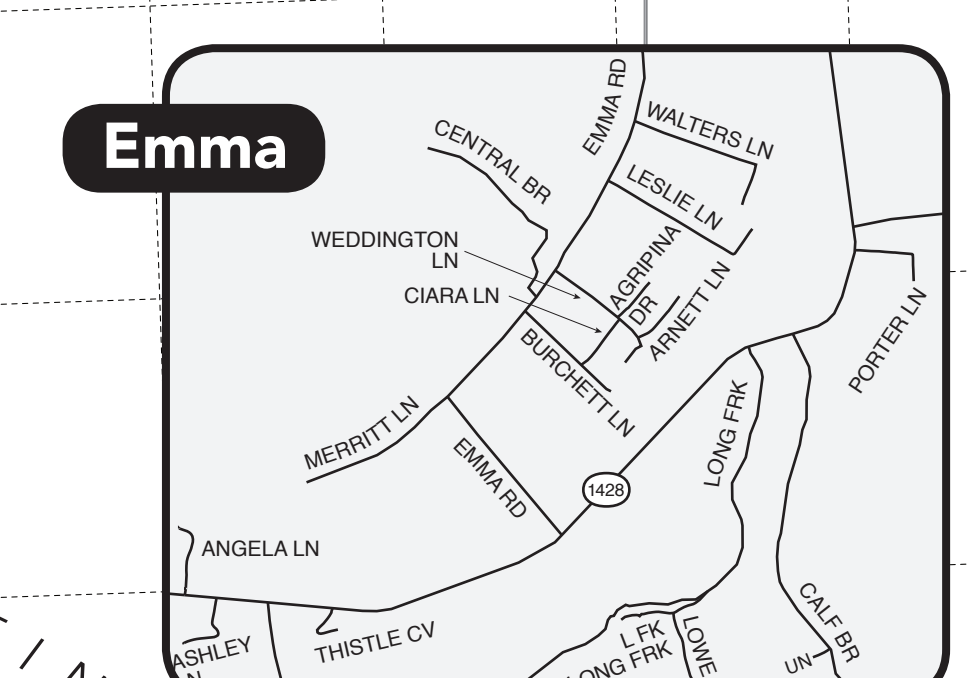 Emma
EMMA RD
WALTERS LN
CENTRAL BR
LESLIE LN
WEDDINGTON
LN
AGRIPINA
DR
CIARA LN
ARNETT LN
PORTER LN
BURCHETT LN
MERRITT LN
LONG FRK
EMMA RD
1428
ANGELA LN
CALF BR
THISTLE CV
ASHLEY
L FK
LONG FRK
LOWE
UN